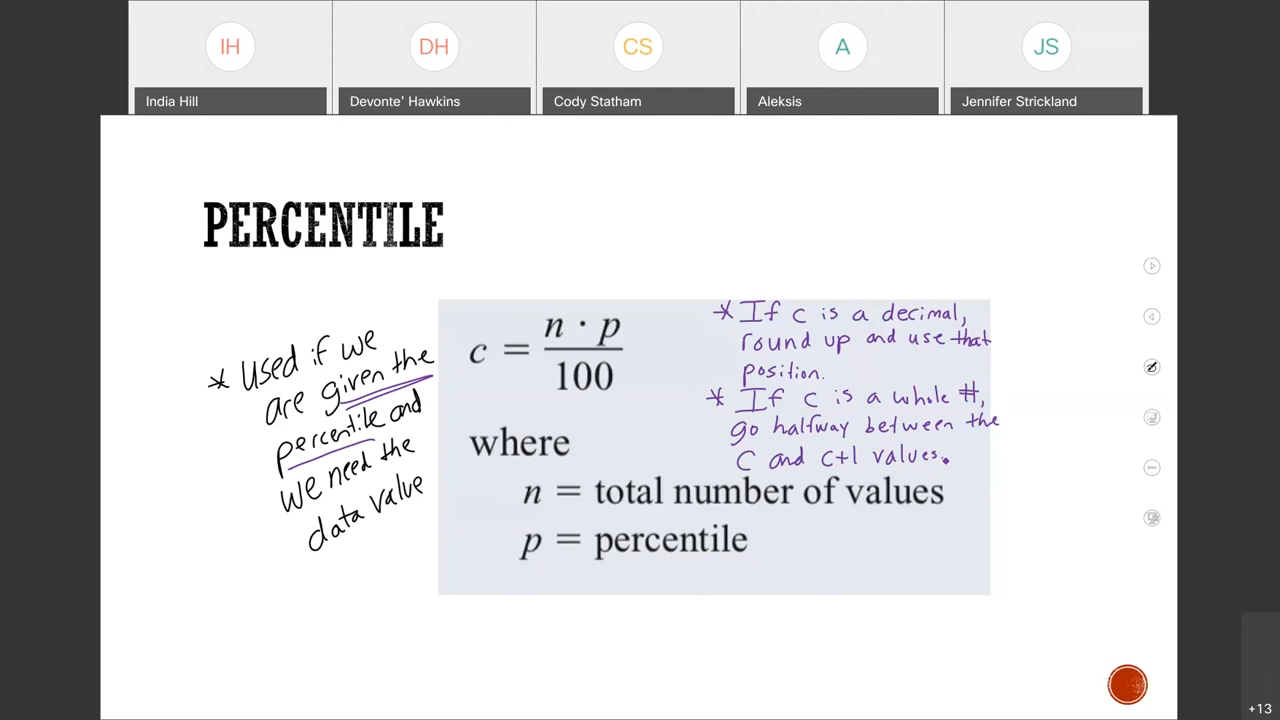 IH DH CS A JS
India Hill Devonte' Hawkins Cody Statham Aleksis Jennifer Strickland
PERCENTILE
* Used if we
are given the
percentile and
we need the
data value
c = n · p / 100
where
n = total number of values
p = percentile
* If c is a decimal,
round up and use that
position.
* If c is a whole #,
go halfway between the
c and c+1 values.
+13